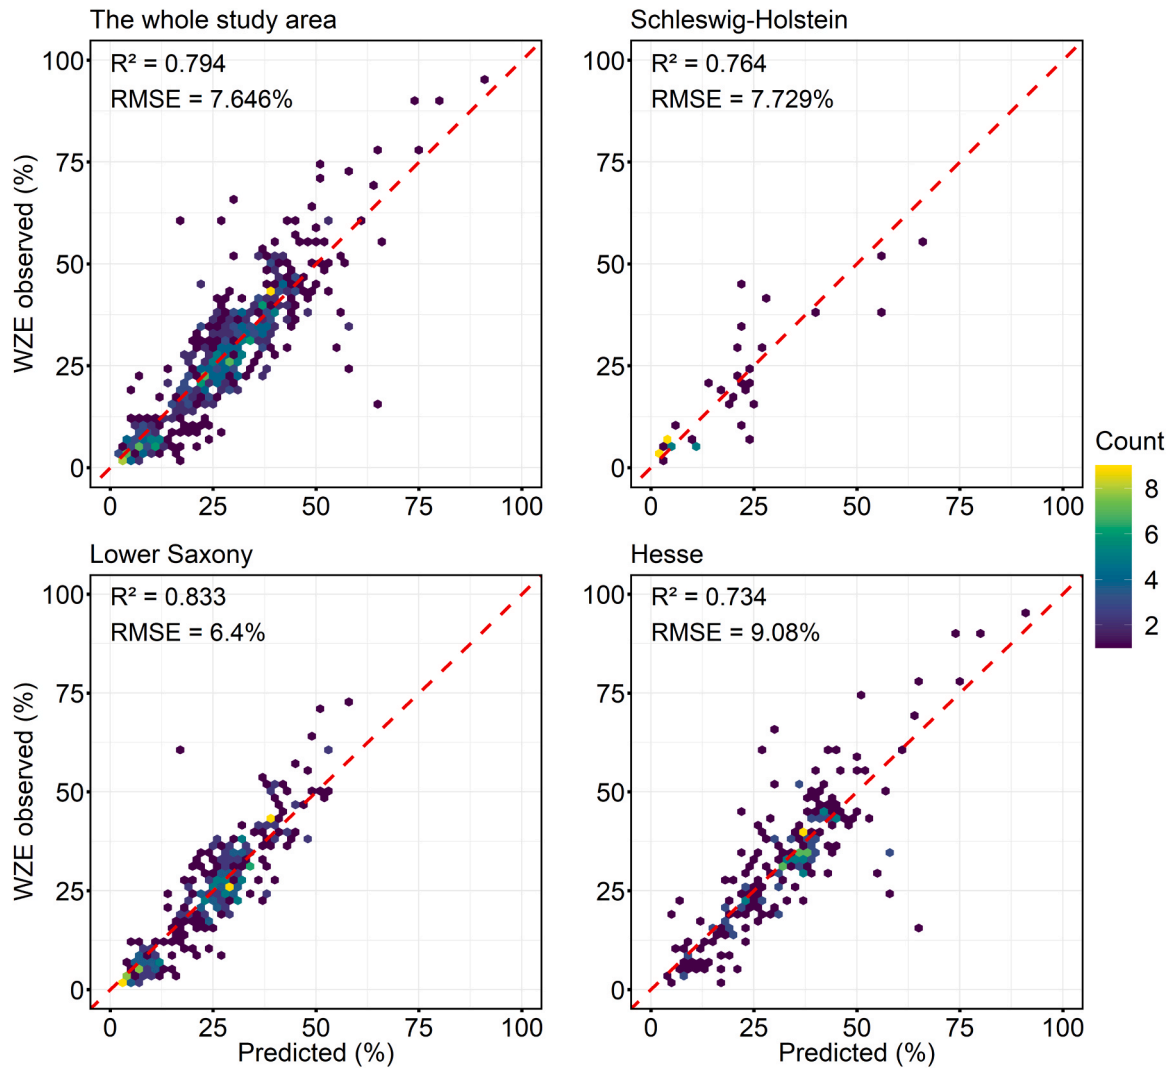 The whole study area
R² = 0.794
RMSE = 7.646%
100
75
50
25
0
0 25 50 75 100
WZE observed (%)
Schleswig-Holstein
R² = 0.764
RMSE = 7.729%
100
75
50
25
0
0 25 50 75 100
Lower Saxony
R² = 0.833
RMSE = 6.4%
100
75
50
25
0
0 25 50 75 100
WZE observed (%)
Predicted (%)
Hesse
R² = 0.734
RMSE = 9.08%
100
75
50
25
0
0 25 50 75 100
Predicted (%)
Count
8
6
4
2